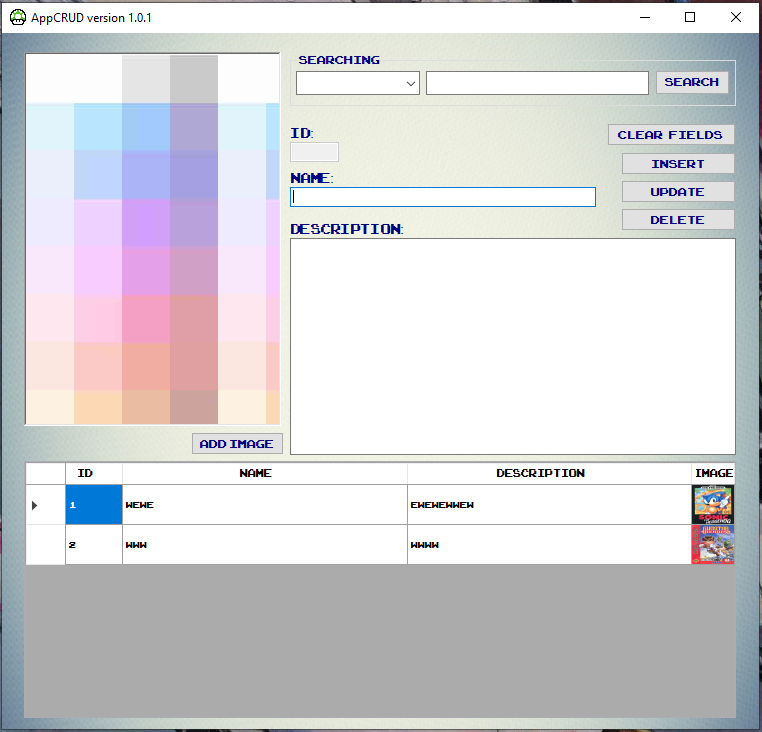 AppCRUD version 1.0.1
SEARCHING
SEARCH
ID:
CLEAR FIELDS
INSERT
NAME:
UPDATE
DELETE
DESCRIPTION:
ADD IMAGE
ID NAME DESCRIPTION IMAGE
1 WEWE EWEWEWWEW
SONIC
2 WWW WWWW